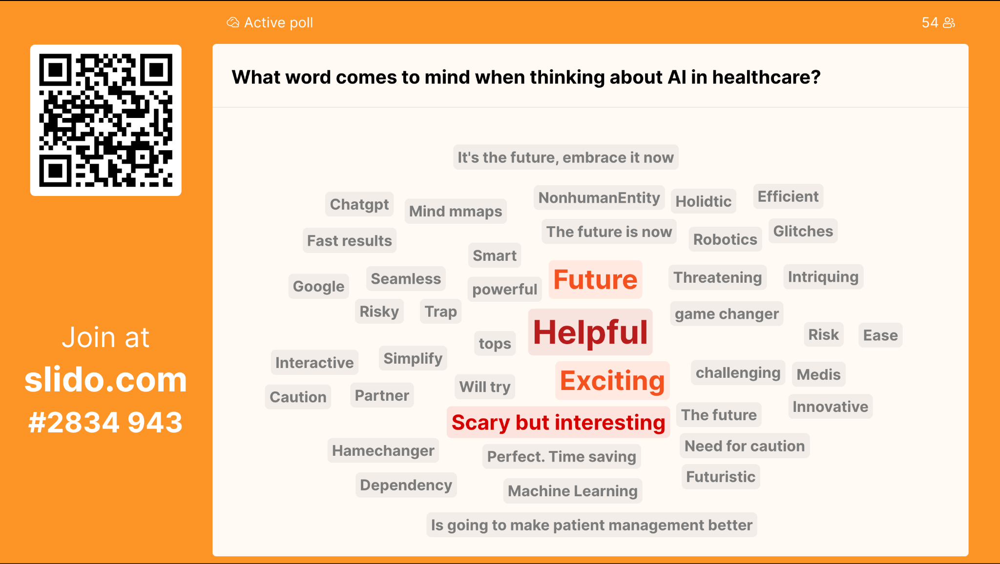 Active poll
54
What word comes to mind when thinking about AI in healthcare?
It's the future, embrace it now
Chatgpt
Mind mmaps
NonhumanEntity
Holidtic
Efficient
Fast results
The future is now
Robotics
Glitches
Smart
Google
Seamless
powerful
Future
Threatening
Intriquing
Risky
Trap
Helpful
game changer
tops
Risk
Ease
Interactive
Simplify
Exciting
challenging
Medis
Caution
Partner
Will try
Scary but interesting
The future
Innovative
Hamechanger
Perfect. Time saving
Need for caution
Dependency
Machine Learning
Futuristic
Is going to make patient management better
Join at
slido.com
#2834 943